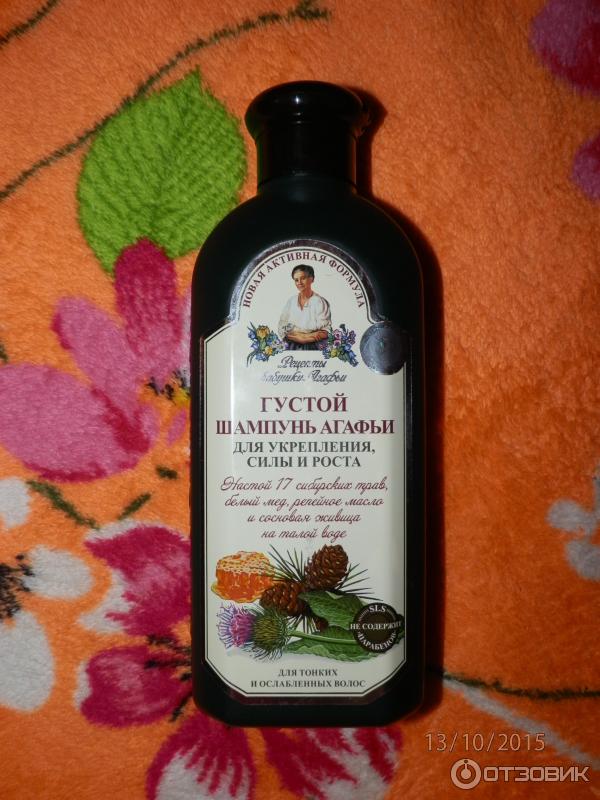 НОВАЯ АКТИВНАЯ ФОРМУЛА
Рецепты
бабушки Агафьи
ГУСТОЙ
ШАМПУНЬ АГАФЬИ
ДЛЯ УКРЕПЛЕНИЯ,
СИЛЫ И РОСТА
Настой 17 сибирских трав,
белый мед, репейное масло
и сосновая живица
на талой воде
SLS
НЕ СОДЕРЖИТ
ПАРАБЕНОВ
ДЛЯ ТОНКИХ
И ОСЛАБЛЕННЫХ ВОЛОС
13/10/2015
ОТЗОВИК